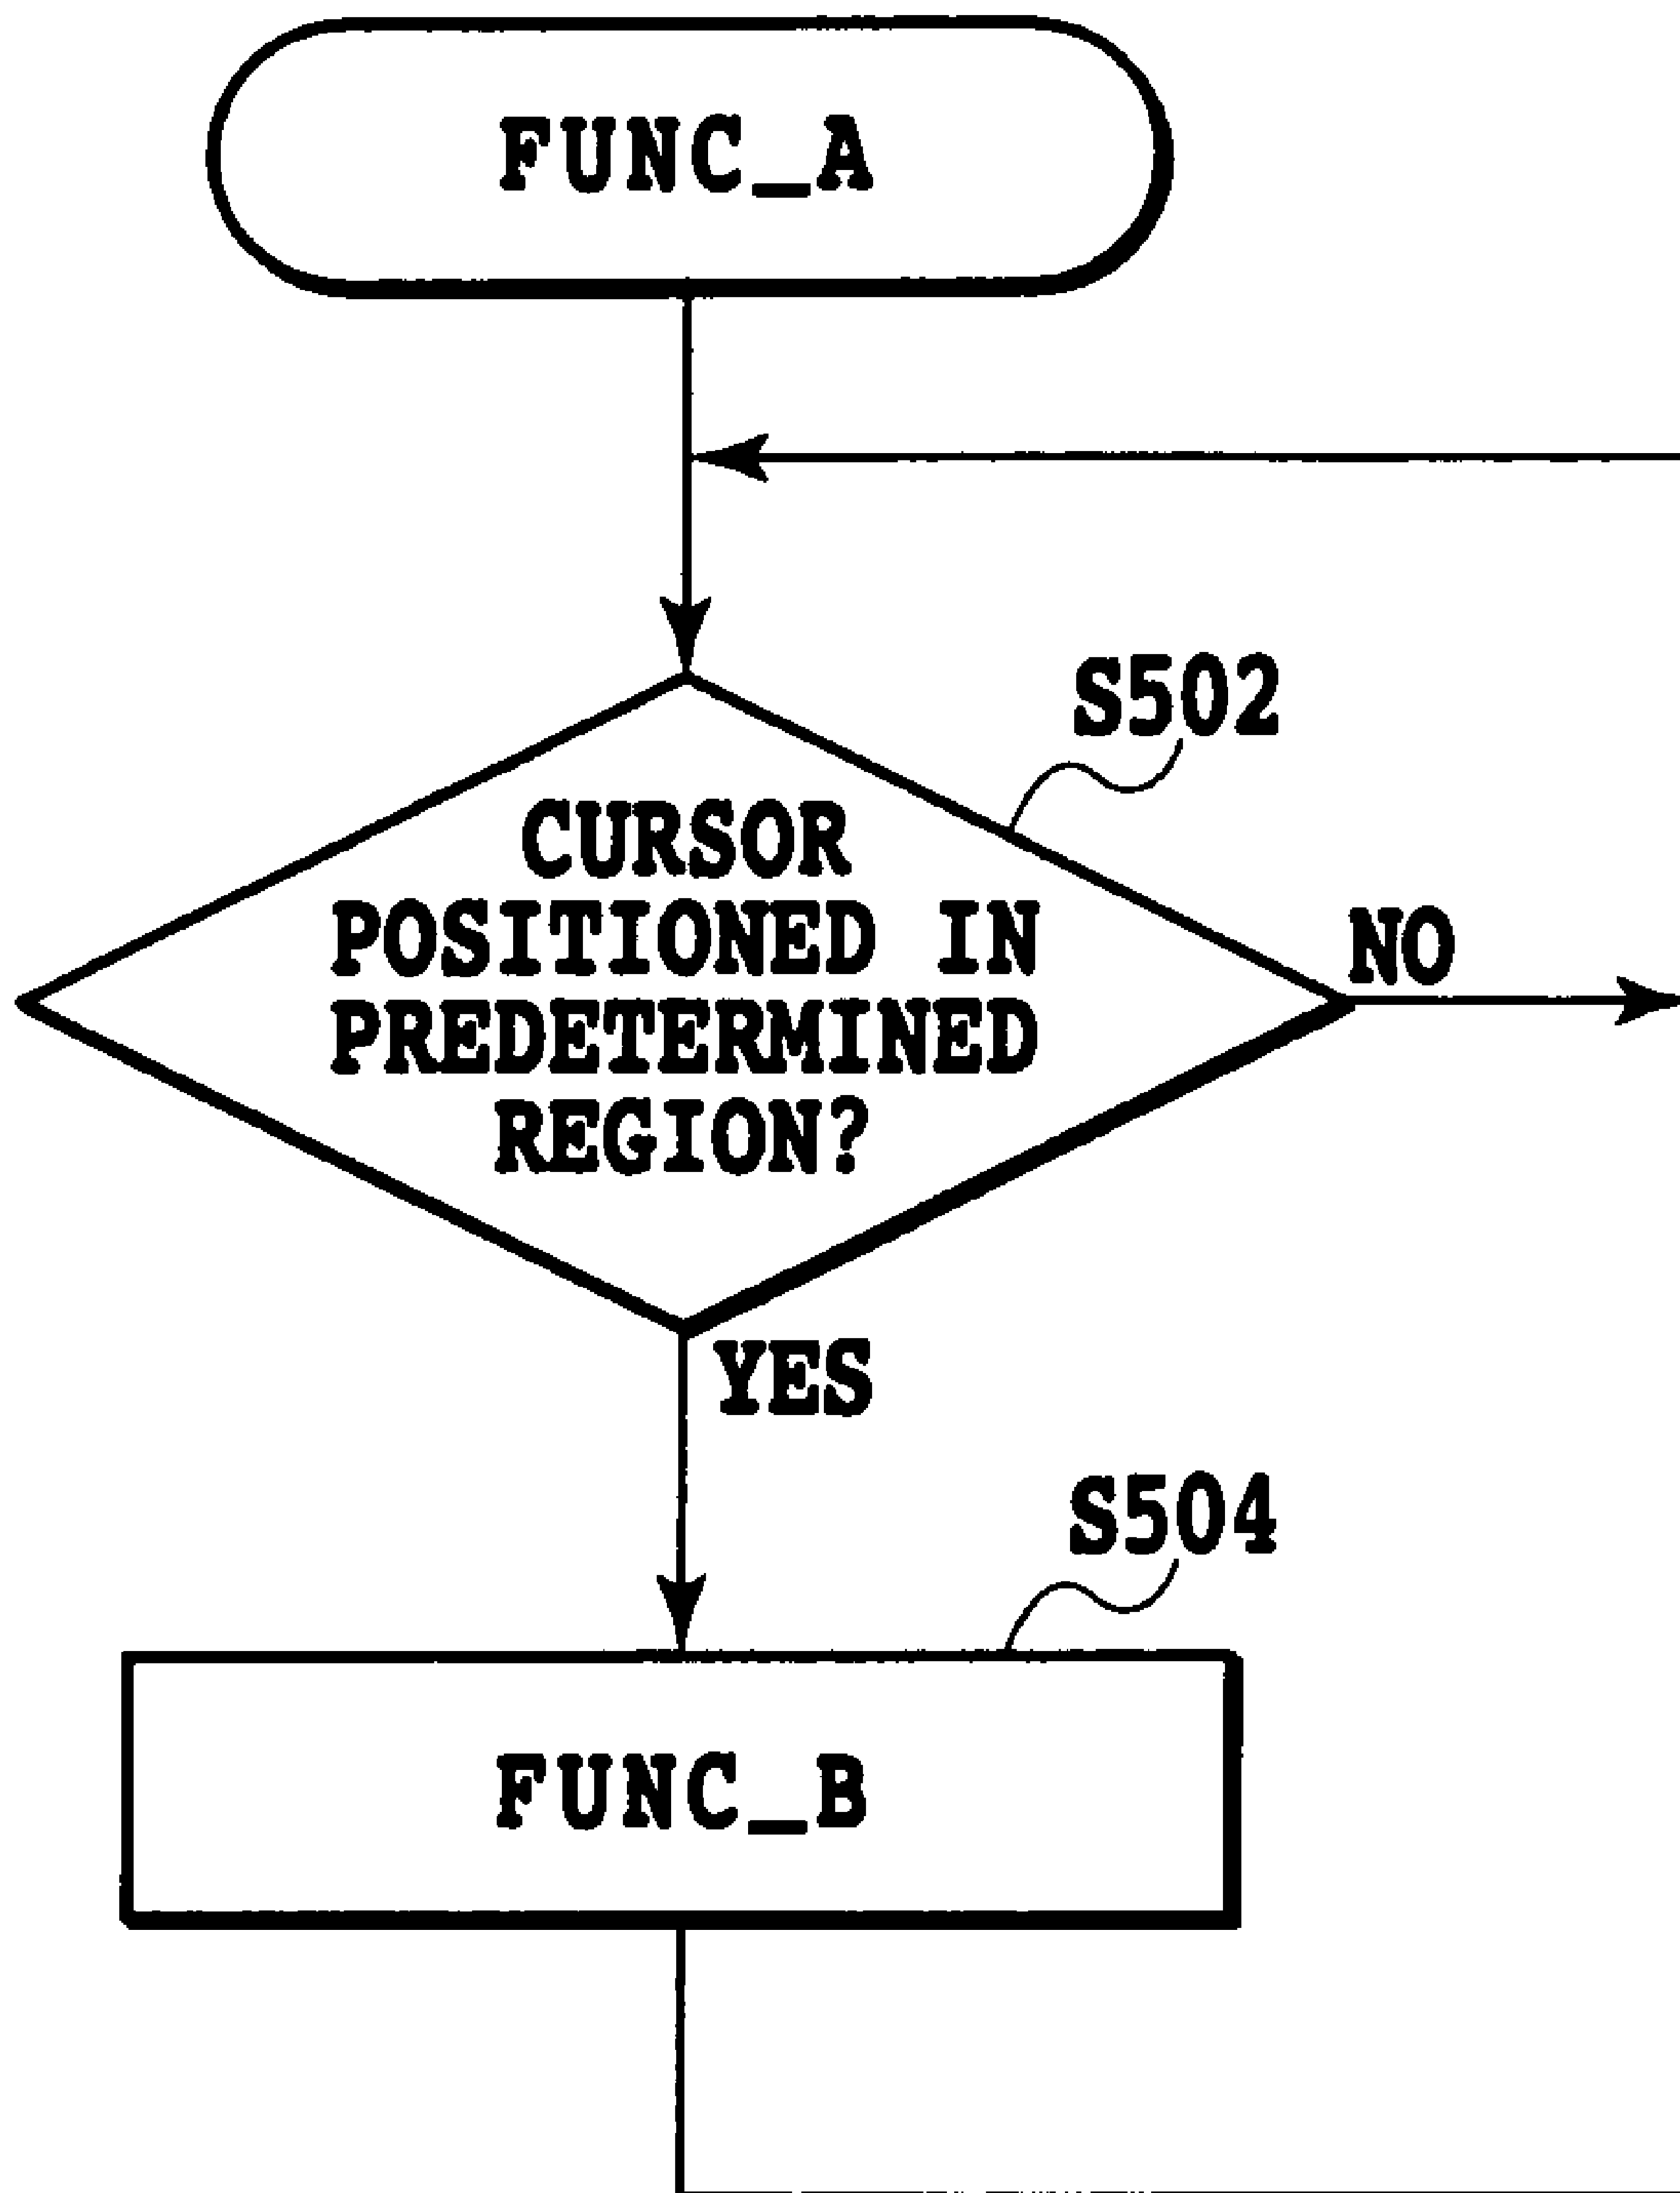 FUNC_A
S502
CURSOR
POSITIONED IN
PREDETERMINED
REGION?
NO
YES
S504
FUNC_B